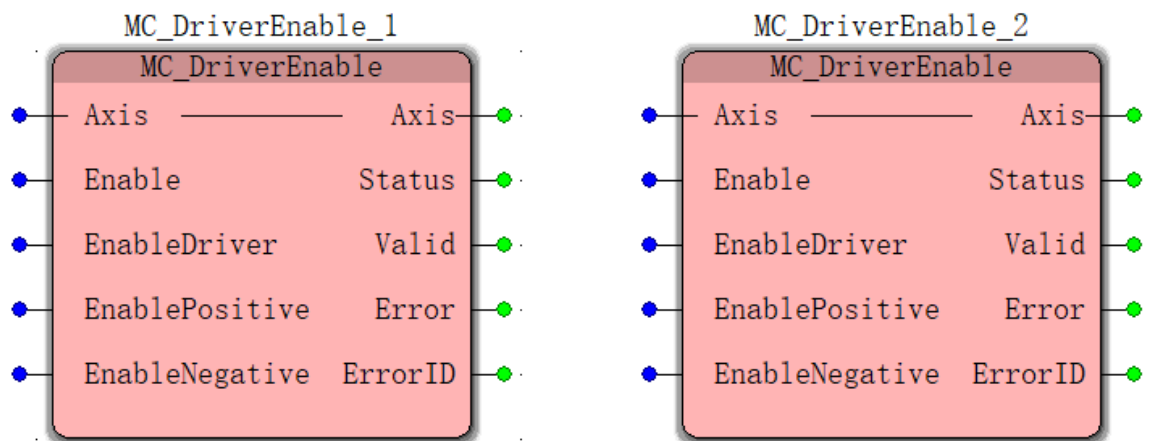 MC_DriverEnable_1
MC_DriverEnable
Axis Axis
Enable Status
EnableDriver Valid
EnablePositive Error
EnableNegative ErrorID
MC_DriverEnable_2
MC_DriverEnable
Axis Axis
Enable Status
EnableDriver Valid
EnablePositive Error
EnableNegative ErrorID